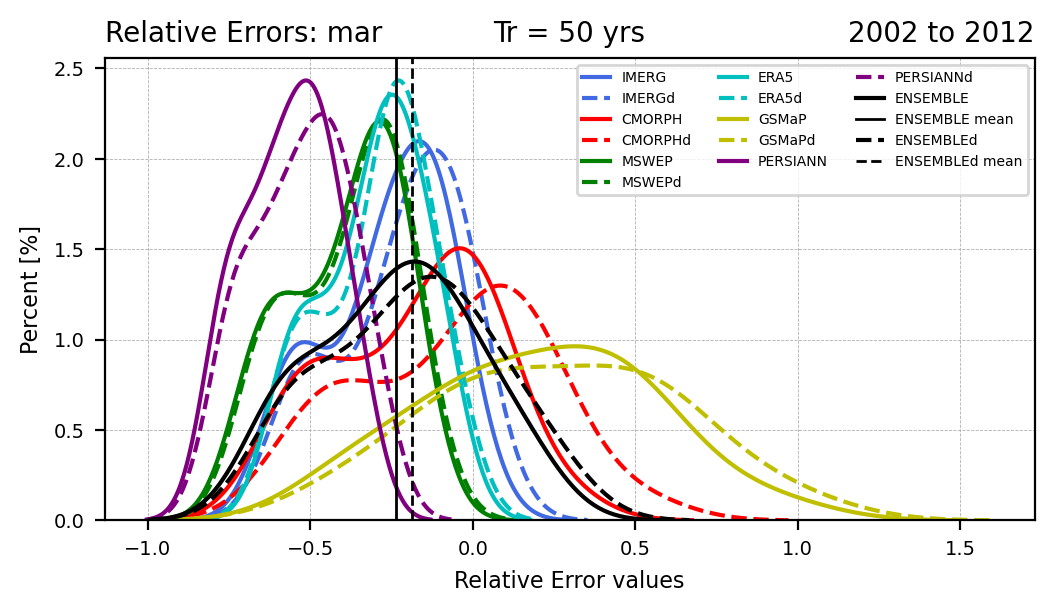 Relative Errors: mar
Tr = 50 yrs
2002 to 2012
Percent [%]
2.5
2.0
1.5
1.0
0.5
0.0
IMERG
IMERGd
CMORPH
CMORPHd
MSWEP
MSWEPd
ERA5
ERA5d
GSMaP
GSMaPd
PERSIANN
PERSIANNd
ENSEMBLE
ENSEMBLE mean
ENSEMBLEd
ENSEMBLEd mean
−1.0
−0.5
0.0
0.5
1.0
1.5
Relative Error values